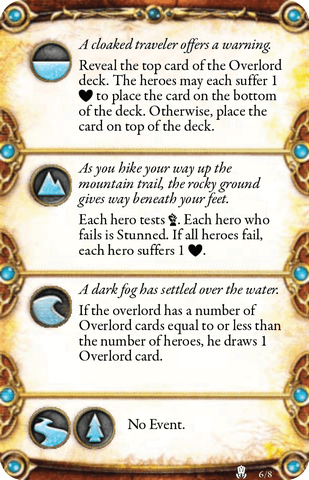 A cloaked traveler offers a warning.
Reveal the top card of the Overlord
deck. The heroes may each suffer 1
to place the card on the bottom
of the deck. Otherwise, place the
card on top of the deck.
As you hike your way up the
mountain trail, the rocky ground
gives way beneath your feet.
Each hero tests . Each hero who
fails is Stunned. If all heroes fail,
each hero suffers 1 .
A dark fog has settled over the water.
If the overlord has a number of
Overlord cards equal to or less than
the number of heroes, he draws 1
Overlord card.
No Event.
6/8